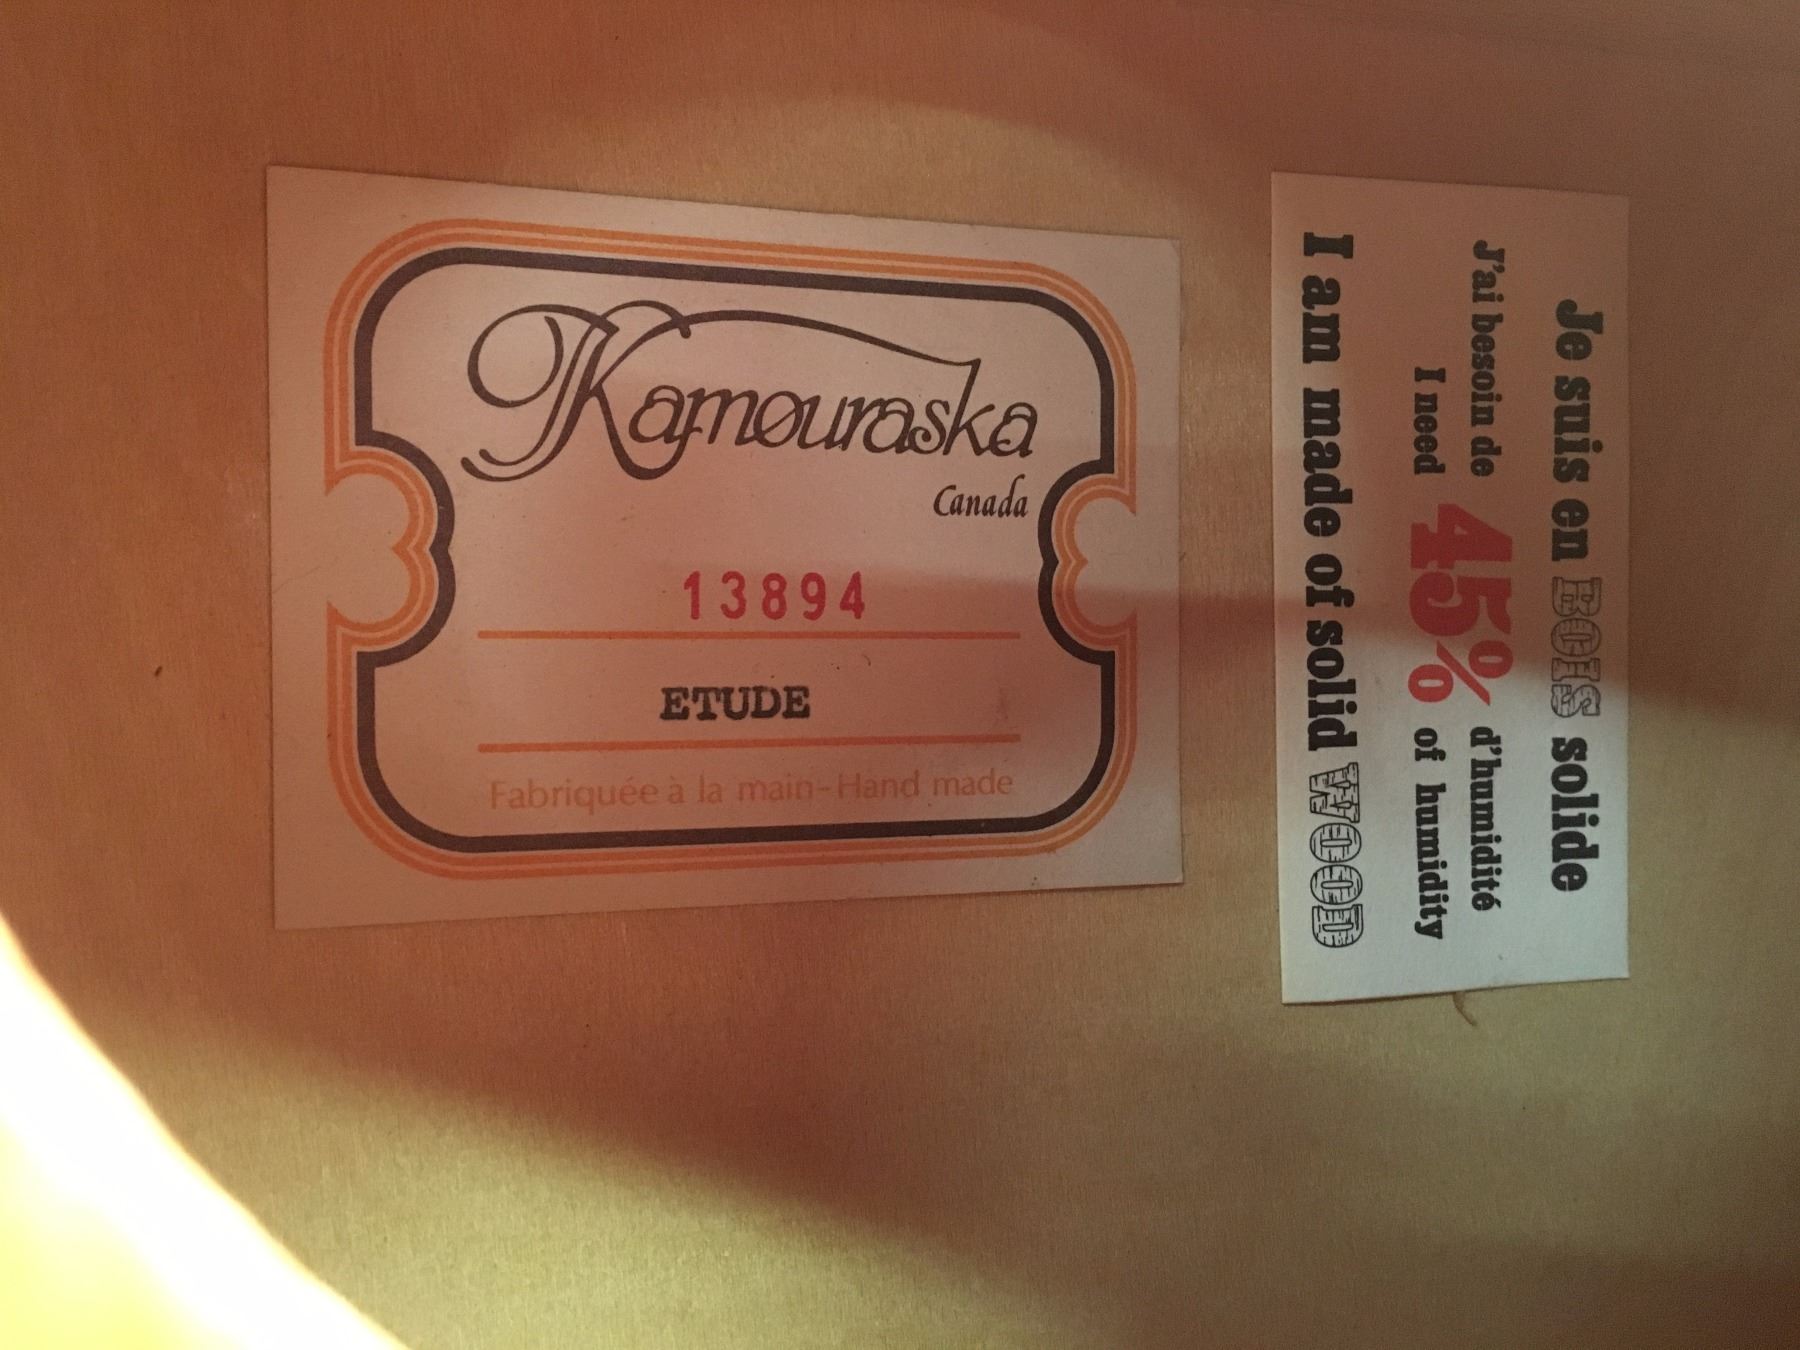 Kamouraska
Canada
13894
ETUDE
Fabriquée à la main-Hand made
Je suis en BOIS solide
J'ai besoin de 45% d'humidité
I need of humidity
I am made of solid WOOD